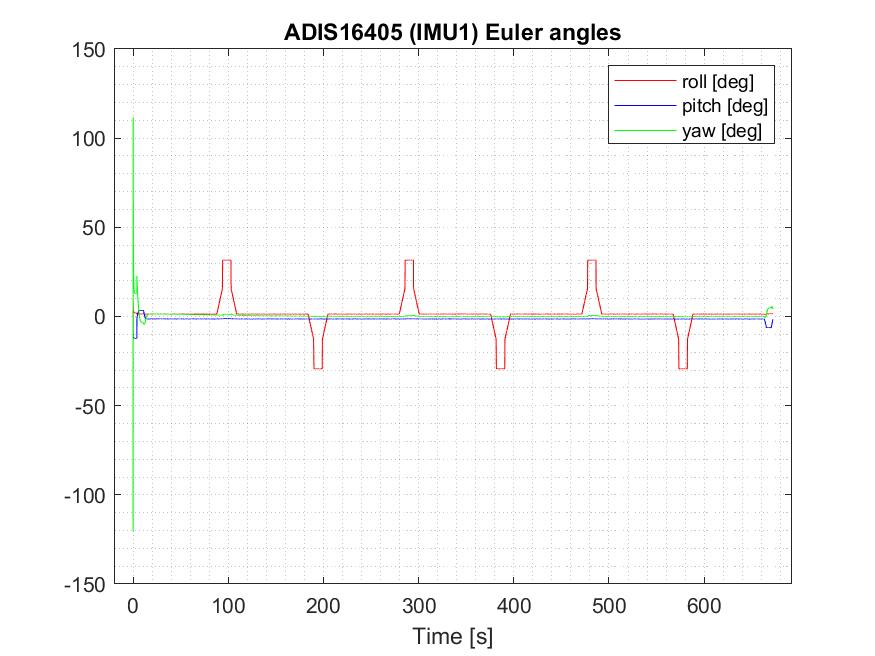 ADIS16405 (IMU1) Euler angles
150
100
50
0
-50
-100
-150
roll [deg]
pitch [deg]
yaw [deg]
0 100 200 300 400 500 600
Time [s]